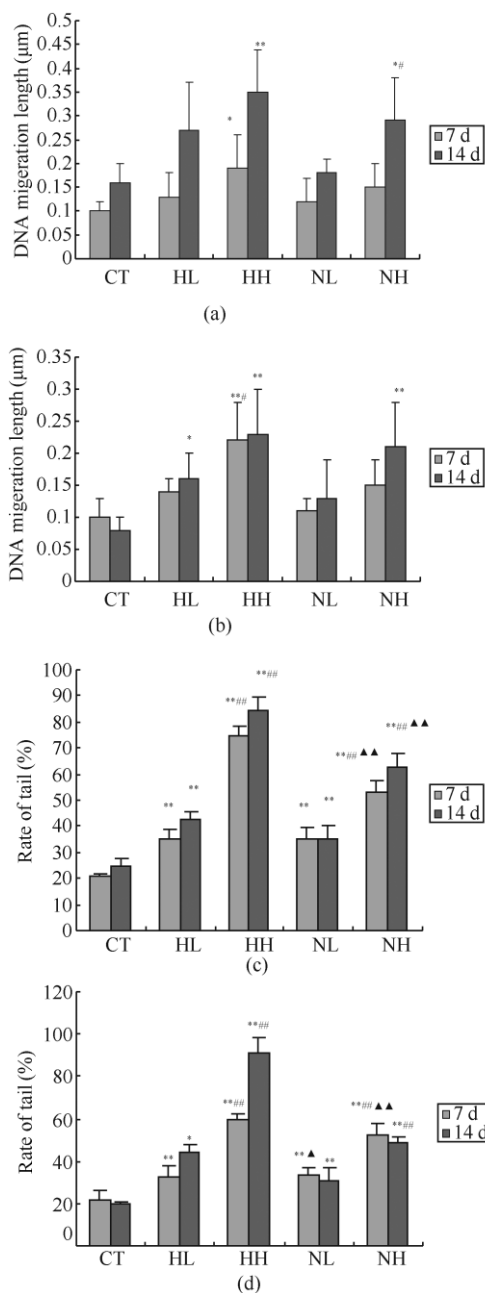 DNA migeration length (μm)
0.5
0.45
0.4
0.35
0.3
0.25
0.2
0.15
0.1
0.05
0
**
*
*#
7 d
14 d
CT HL HH NL NH
(a)
DNA migeration length (μm)
0.35
0.3
0.25
0.2
0.15
0.1
0.05
0
*
**#
**
**
7 d
14 d
CT HL HH NL NH
(b)
Rate of tail (%)
100
90
80
70
60
50
40
30
20
10
0
** **
**## **##
** **
**##▲▲ **##▲▲
7 d
14 d
CT HL HH NL NH
(c)
Rate of tail (%)
120
100
80
60
40
20
0
** *
**## **##
**▲ **
**##▲▲ **##
7 d
14 d
CT HL HH NL NH
(d)